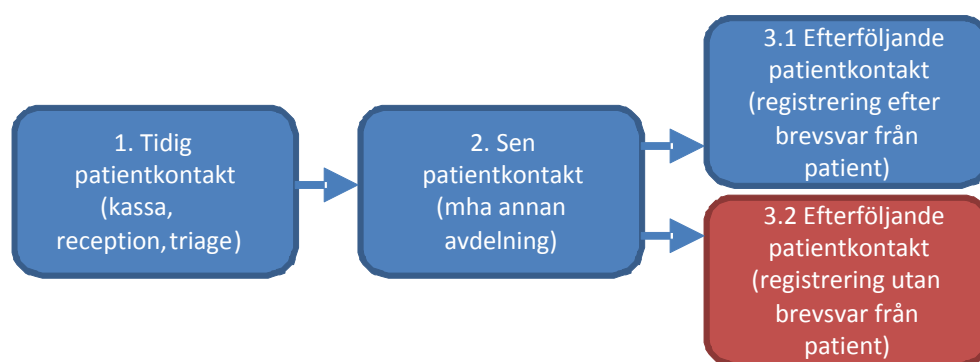 1. Tidig
patientkontakt
(kassa,
reception, triage)
2. Sen
patientkontakt
(mha annan
avdelning)
3.1 Efterföljande
patientkontakt
(registrering efter
brevsvar från
patient)
3.2 Efterföljande
patientkontakt
(registrering utan
brevsvar från
patient)